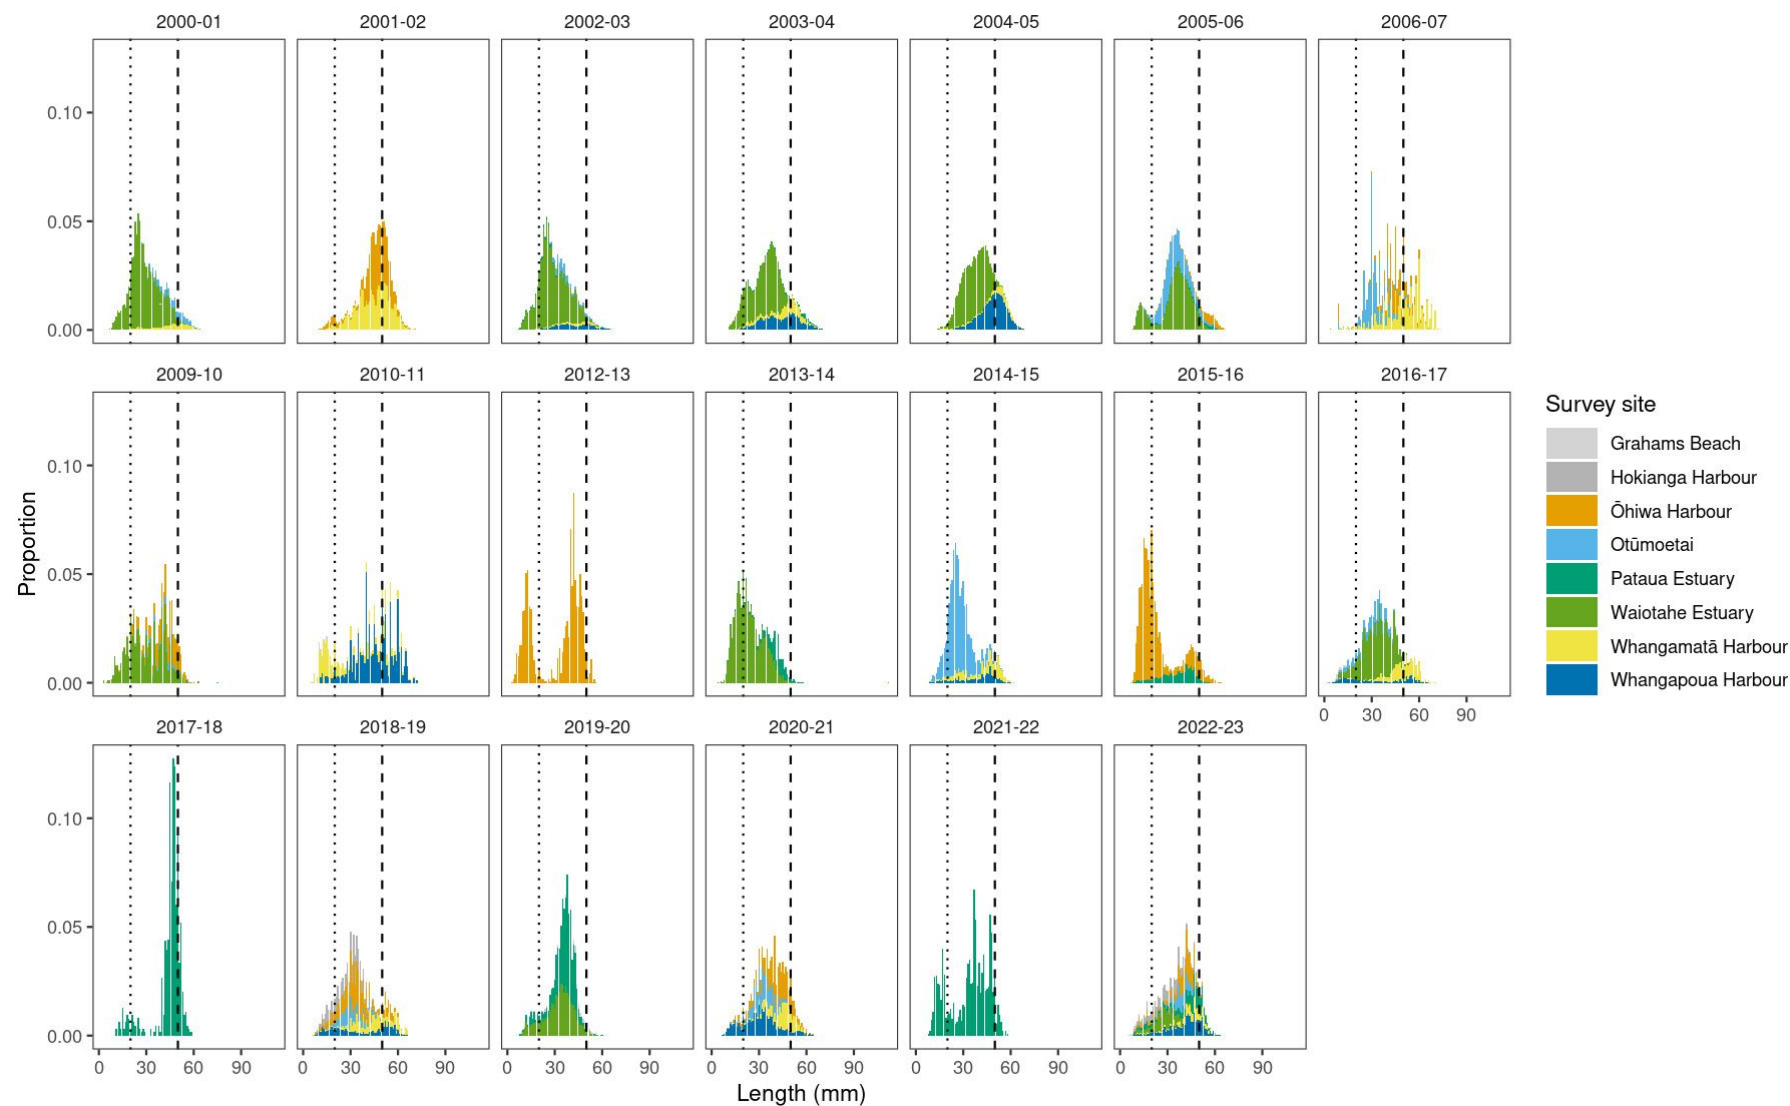 2000-01 2001-02 2002-03 2003-04 2004-05 2005-06 2006-07
0.10
0.05
0.00
2009-10 2010-11 2012-13 2013-14 2014-15 2015-16 2016-17
0.10
0.05
0.00
0 30 60 90
2017-18 2018-19 2019-20 2020-21 2021-22 2022-23
0.10
0.05
0.00
0 30 60 90 0 30 60 90 0 30 60 90 0 30 60 90 0 30 60 90 0 30 60 90
Proportion
Length (mm)
Survey site
Grahams Beach
Hokianga Harbour
Ōhiwa Harbour
Otūmoetai
Pataua Estuary
Waiotahe Estuary
Whangamatā Harbour
Whangapoua Harbour